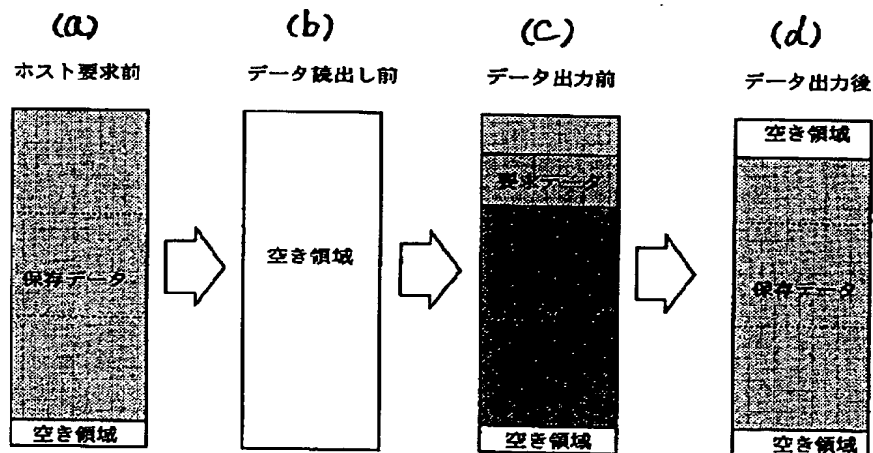 (a)
(b)
(c)
(d)
ホスト要求前
データ読出し前
データ出力前
データ出力後
空き領域
要求データ
空き領域
保存データ
保存データ
空き領域
空き領域
空き領域